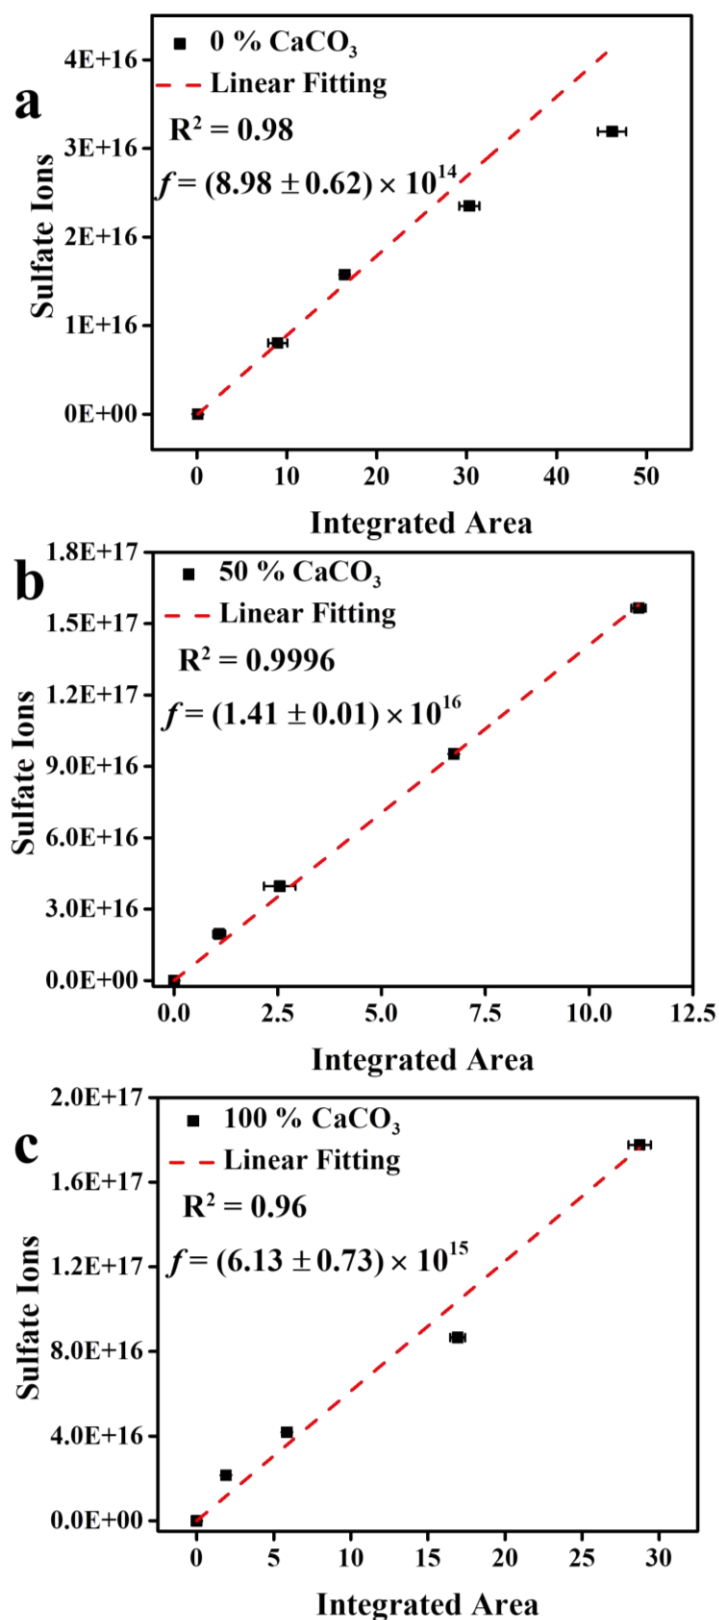 a
0 % CaCO₃
Linear Fitting
R² = 0.98
f = (8.98 ± 0.62) × 10¹⁴
Sulfate Ions
4E+16
3E+16
2E+16
1E+16
0E+00
0 10 20 30 40 50
Integrated Area
b
50 % CaCO₃
Linear Fitting
R² = 0.9996
f = (1.41 ± 0.01) × 10¹⁶
Sulfate Ions
1.8E+17
1.5E+17
1.2E+17
9.0E+16
6.0E+16
3.0E+16
0.0E+00
0.0 2.5 5.0 7.5 10.0 12.5
Integrated Area
c
100 % CaCO₃
Linear Fitting
R² = 0.96
f = (6.13 ± 0.73) × 10¹⁵
Sulfate Ions
2.0E+17
1.6E+17
1.2E+17
8.0E+16
4.0E+16
0.0E+00
0 5 10 15 20 25 30
Integrated Area